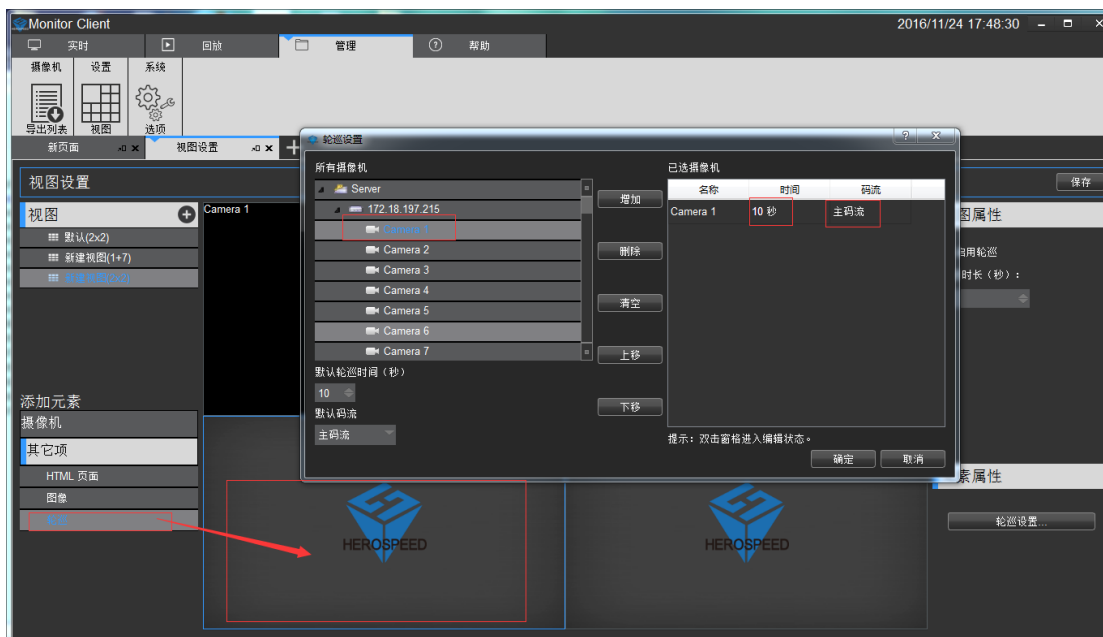 Monitor Client
2016/11/24 17:48:30
实时
回放
管理
帮助
摄像机
设置
系统
导出列表
视图
选项
新页面
视图设置
视图设置
保存
视图
默认(2x2)
新建视图(1+7)
新建视图(2x2)
Camera 1
添加元素
摄像机
其它项
HTML 页面
图像
轮巡
HEROSPEED
HEROSPEED
轮巡设置
所有摄像机
Server
172.18.197.215
Camera 1
Camera 2
Camera 3
Camera 4
Camera 5
Camera 6
Camera 7
默认轮巡时间（秒）
10
默认码流
主码流
增加
删除
清空
上移
下移
已选摄像机
名称 时间 码流
Camera 1 10 秒 主码流
提示：双击窗格进入编辑状态。
确定
取消
图属性
启用轮巡
时长（秒）：
素属性
轮巡设置...